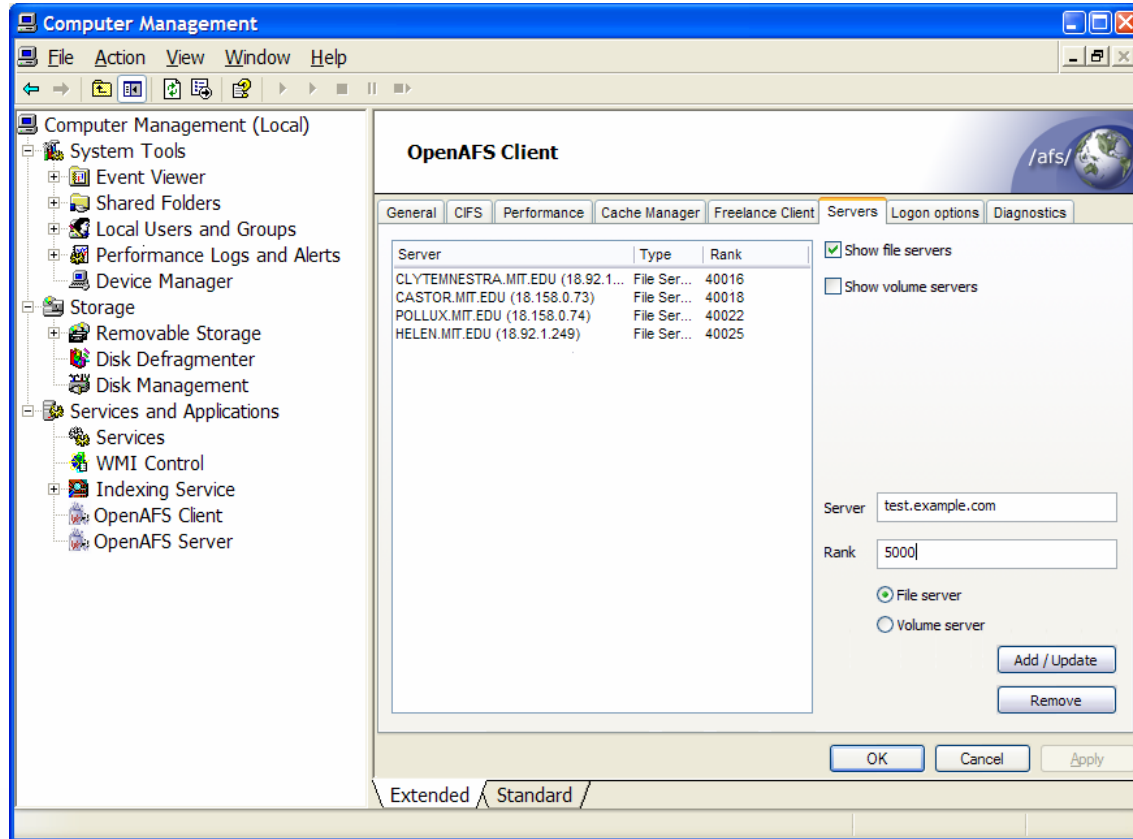 Computer Management
File Action View Window Help
Computer Management (Local)
System Tools
Event Viewer
Shared Folders
Local Users and Groups
Performance Logs and Alerts
Device Manager
Storage
Removable Storage
Disk Defragmenter
Disk Management
Services and Applications
Services
WMI Control
Indexing Service
OpenAFS Client
OpenAFS Server
OpenAFS Client
/afs/
General CIFS Performance Cache Manager Freelance Client Servers Logon options Diagnostics
Server Type Rank
CLYTEMNESTRA.MIT.EDU (18.92.1... File Ser... 40016
CASTOR.MIT.EDU (18.158.0.73) File Ser... 40018
POLLUX.MIT.EDU (18.158.0.74) File Ser... 40022
HELEN.MIT.EDU (18.92.1.249) File Ser... 40025
Show file servers
Show volume servers
Server test.example.com
Rank 5000
File server
Volume server
Add / Update
Remove
OK Cancel Apply
Extended Standard